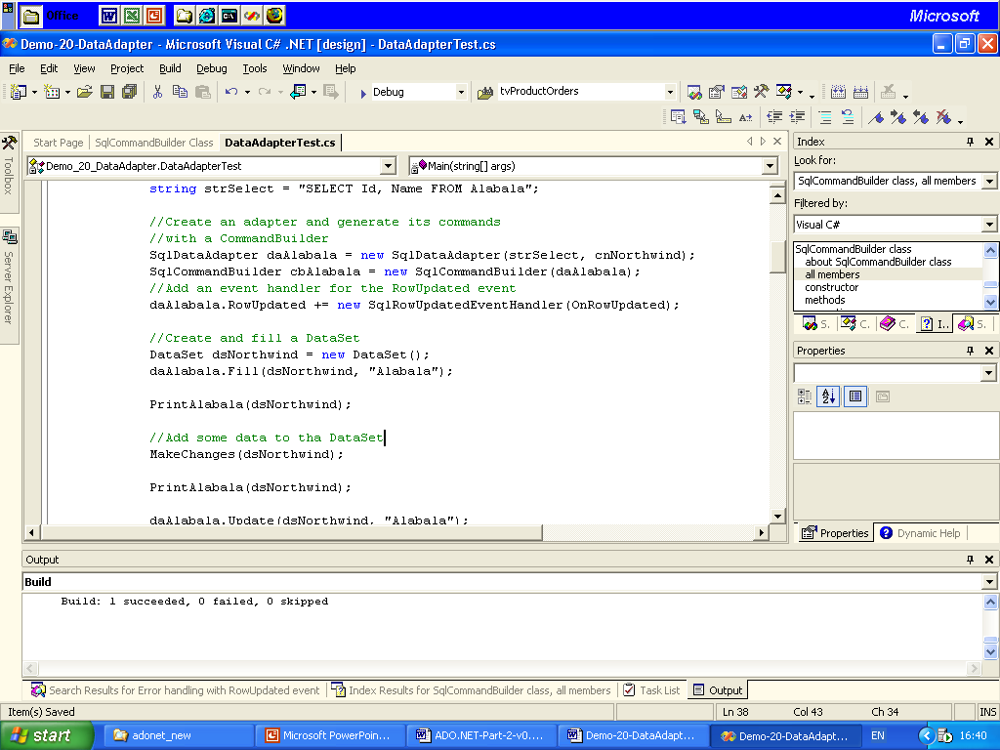 Office
Microsoft
Demo-20-DataAdapter - Microsoft Visual C# .NET [design] - DataAdapterTest.cs
File Edit View Project Build Debug Tools Window Help
Debug tvProductOrders
Start Page SqlCommandBuilder Class DataAdapterTest.cs
Demo_20_DataAdapter.DataAdapterTest Main(string[] args)
string strSelect = "SELECT Id, Name FROM Alabala";
//Create an adapter and generate its commands
//with a CommandBuilder
SqlDataAdapter daAlabala = new SqlDataAdapter(strSelect, cnNorthwind);
SqlCommandBuilder cbAlabala = new SqlCommandBuilder(daAlabala);
//Add an event handler for the RowUpdated event
daAlabala.RowUpdated += new SqlRowUpdatedEventHandler(OnRowUpdated);
//Create and fill a DataSet
DataSet dsNorthwind = new DataSet();
daAlabala.Fill(dsNorthwind, "Alabala");
PrintAlabala(dsNorthwind);
//Add some data to tha DataSet
MakeChanges(dsNorthwind);
PrintAlabala(dsNorthwind);
daAlabala.Update(dsNorthwind, "Alabala");
Toolbox
Server Explorer
Index
Look for:
SqlCommandBuilder class, all members
Filtered by:
Visual C#
SqlCommandBuilder class
about SqlCommandBuilder class
all members
constructor
methods
S. C. C. I.. S.
Properties
Properties Dynamic Help
Output
Build
Build: 1 succeeded, 0 failed, 0 skipped
Search Results for Error handling with RowUpdated event Index Results for SqlCommandBuilder class, all members Task List Output
Item(s) Saved Ln 38 Col 43 Ch 34 INS
start adonet_new Microsoft PowerPoin... ADO.NET-Part-2-v0.... Demo-20-DataAdapt... Demo-20-DataAdapt... EN 16:40